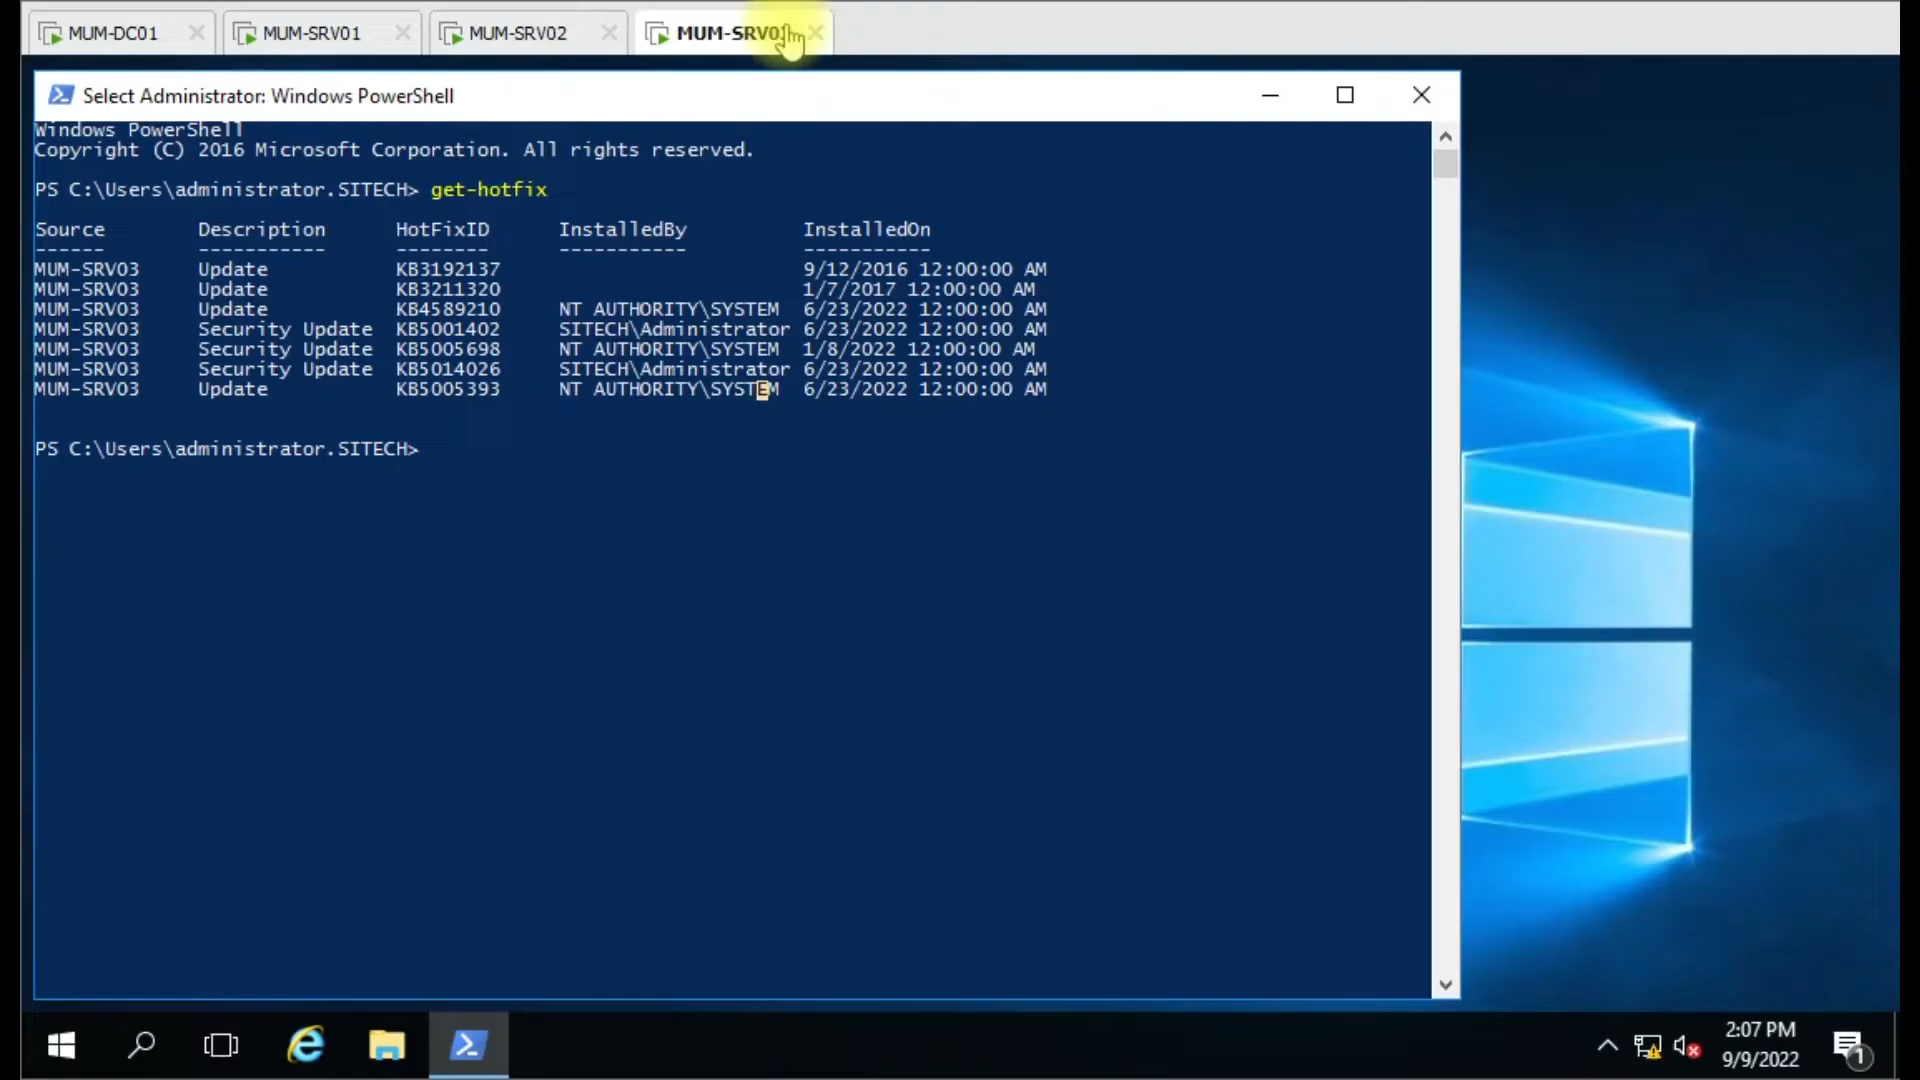 MUM-DC01 MUM-SRV01 MUM-SRV02 MUM-SRV0
Select Administrator: Windows PowerShell
Windows PowerShell
Copyright (C) 2016 Microsoft Corporation. All rights reserved.
PS C:\Users\administrator.SITECH> get-hotfix
Source Description HotFixID InstalledBy InstalledOn
------ ----------- -------- ----------- -----------
MUM-SRV03 Update KB3192137 9/12/2016 12:00:00 AM
MUM-SRV03 Update KB3211320 1/7/2017 12:00:00 AM
MUM-SRV03 Update KB4589210 NT AUTHORITY\SYSTEM 6/23/2022 12:00:00 AM
MUM-SRV03 Security Update KB5001402 SITECH\Administrator 6/23/2022 12:00:00 AM
MUM-SRV03 Security Update KB5005698 NT AUTHORITY\SYSTEM 1/8/2022 12:00:00 AM
MUM-SRV03 Security Update KB5014026 SITECH\Administrator 6/23/2022 12:00:00 AM
MUM-SRV03 Update KB5005393 NT AUTHORITY\SYSTEM 6/23/2022 12:00:00 AM
PS C:\Users\administrator.SITECH>
2:07 PM
9/9/2022
1